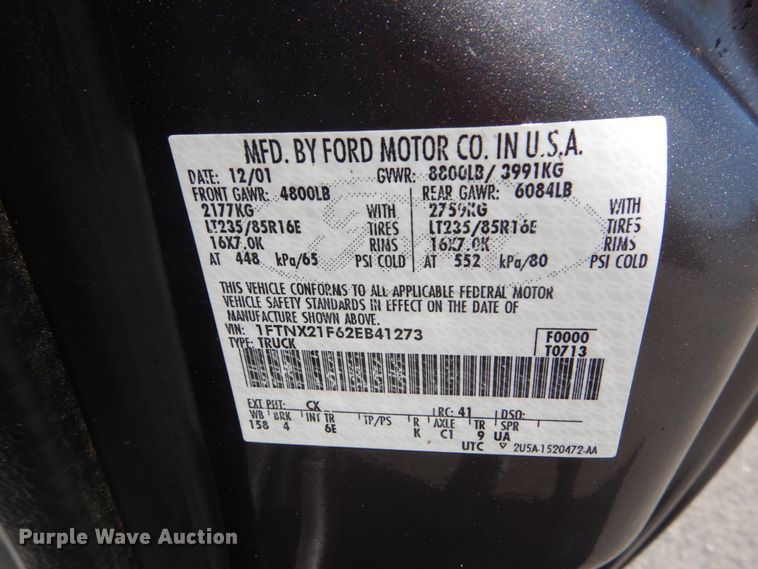 MFD. BY FORD MOTOR CO. IN U.S.A.
DATE: 12/01 GVWR: 8800LB/ 3991KG
FRONT GAWR: 4800LB REAR GAWR: 6084LB
2177KG WITH 2759KG WITH
LT235/85R16E TIRES LT235/85R16E TIRES
16X7.0K RIMS 16X7.0K RIMS
AT 448 kPa/65 PSI COLD AT 552 kPa/80 PSI COLD
THIS VEHICLE CONFORMS TO ALL APPLICABLE FEDERAL MOTOR
VEHICLE SAFETY STANDARDS IN EFFECT ON THE DATE OF
MANUFACTURE SHOWN ABOVE.
VIN: 1FTNX21F62EB41273 F0000
TYPE: TRUCK T0713
EXT PNT: CX RC: 41 DSO:
WB BRK INT TR TP/PS R AXLE TR SPR
158 4 6E K C1 9 UA
UTC ▽ 2U5A-1520472-AA
Purple Wave Auction